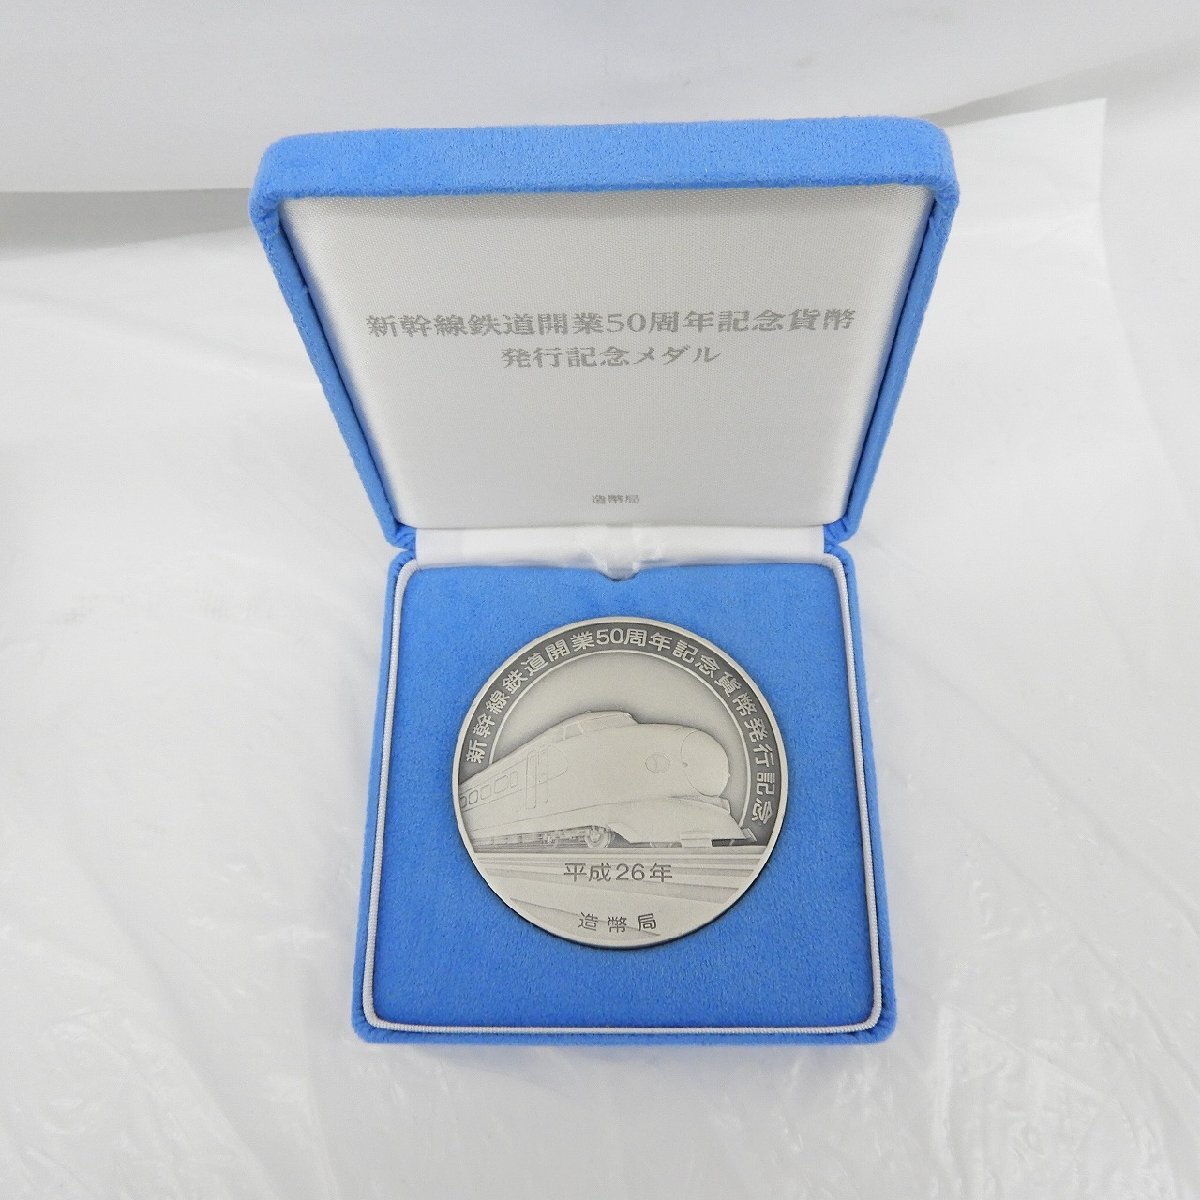 新幹線鉄道開業50周年記念貨幣
発行記念メダル
造幣局
新幹線鉄道開業50周年記念貨幣発行記念
平成26年
造幣局